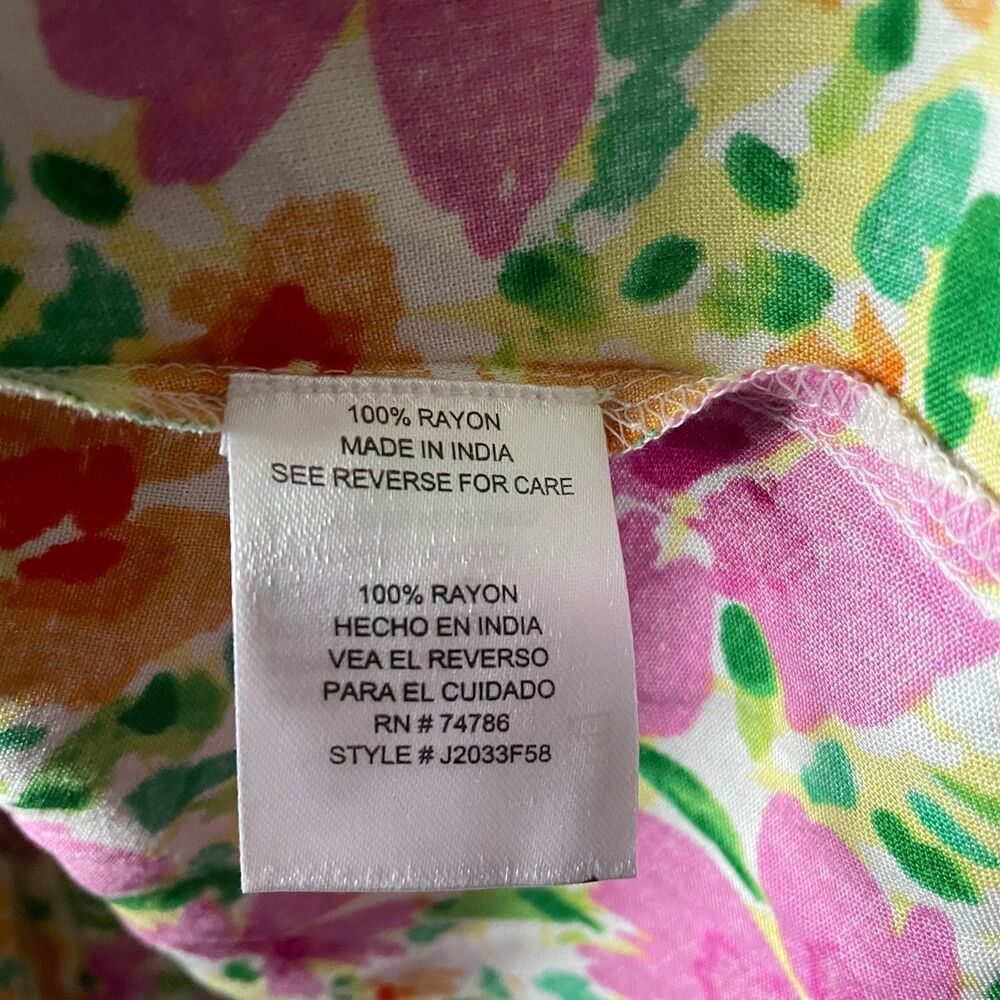 100% RAYON
MADE IN INDIA
SEE REVERSE FOR CARE
100% RAYON
HECHO EN INDIA
VEA EL REVERSO
PARA EL CUIDADO
RN # 74786
STYLE # J2033F58